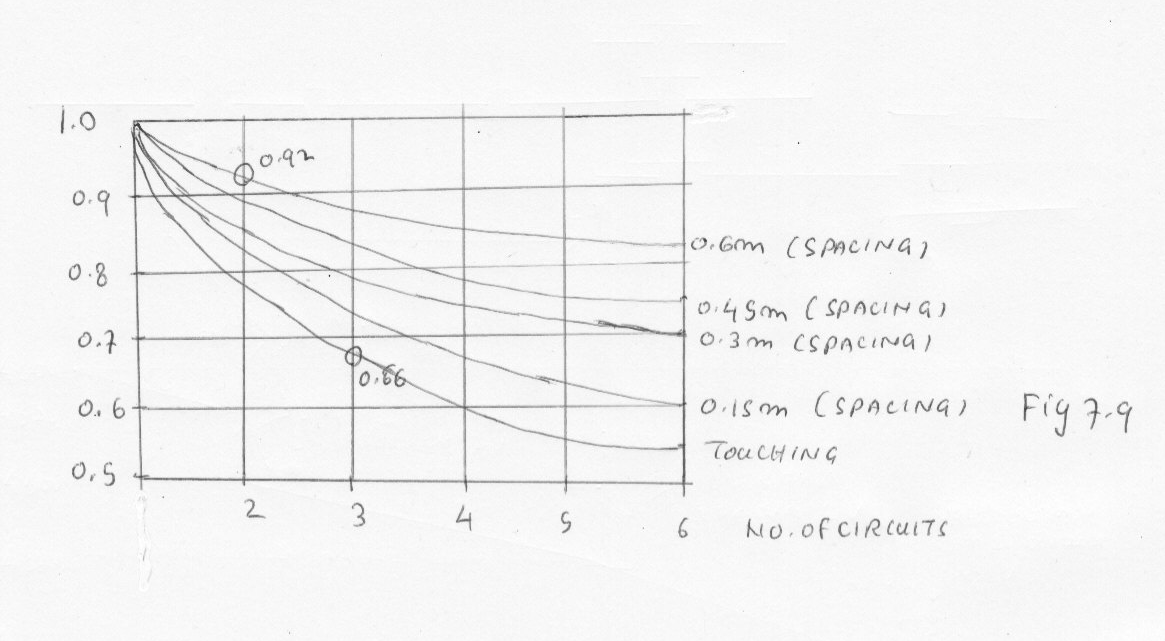 1.0
0.92
0.9
0.6m (SPACING)
0.8
0.45m (SPACING)
0.7
0.3m (SPACING)
0.66
0.6
0.15m (SPACING)
Fig 7.9
TOUCHING
0.5
2 3 4 5 6 NO. OF CIRCUITS